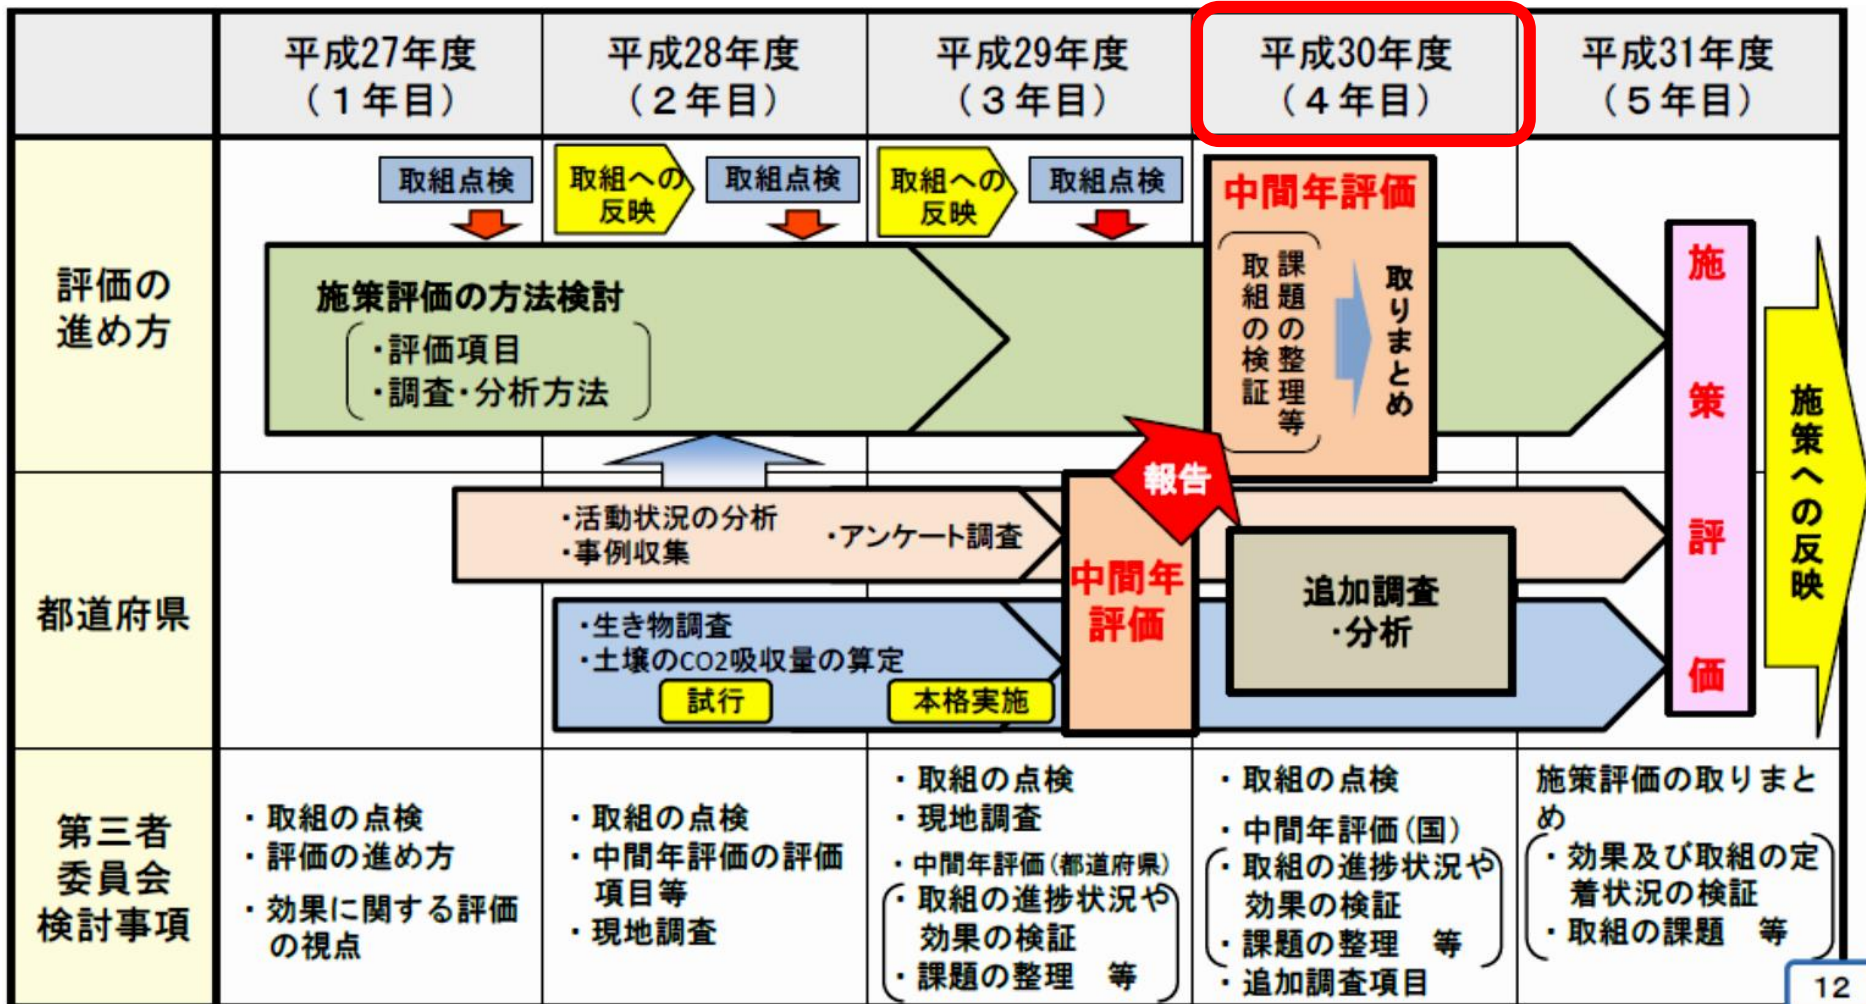 平成27年度
(1年目)
平成28年度
(2年目)
平成29年度
(3年目)
平成30年度
(4年目)
平成31年度
(5年目)
評価の
進め方
取組点検
取組への
反映
取組点検
取組への
反映
取組点検
施策評価の方法検討
・評価項目
・調査・分析方法
中間年評価
課題の整理等
取組の検証
取りまとめ
施策評価
施策への反映
都道府県
・活動状況の分析
・事例収集
・アンケート調査
・生き物調査
・土壌のCO2吸収量の算定
試行
本格実施
中間年
評価
報告
追加調査
・分析
第三者
委員会
検討事項
・取組の点検
・評価の進め方
・効果に関する評価
の視点
・取組の点検
・中間年評価の評価
項目等
・現地調査
・取組の点検
・現地調査
・中間年評価(都道府県)
・取組の進捗状況や
効果の検証
・課題の整理 等
・取組の点検
・中間年評価(国)
・取組の進捗状況や
効果の検証
・課題の整理 等
・追加調査項目
施策評価の取りまと
め
・効果及び取組の定
着状況の検証
・取組の課題 等
12